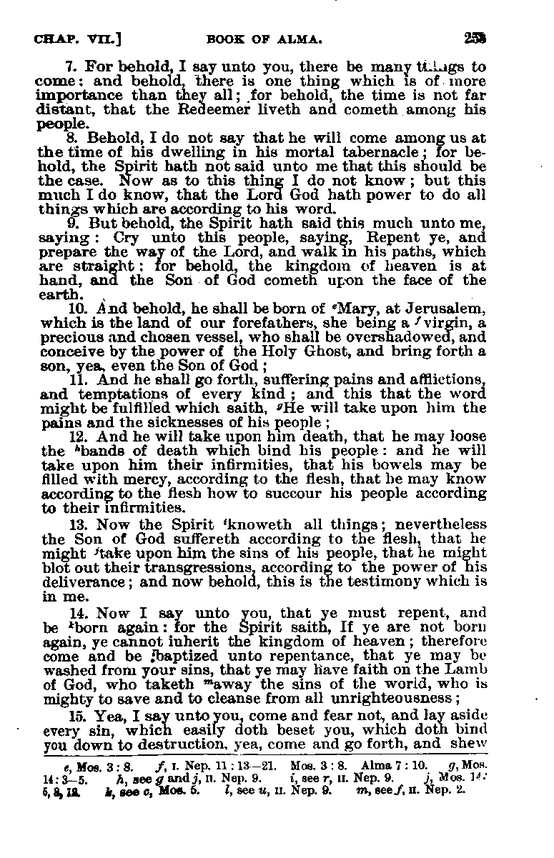 CHAP. VII.] BOOK OF ALMA. 253
7. For behold, I say unto you, there be many things to
come: and behold, there is one thing which is of more
importance than they all; for behold, the time is not far
distant, that the Redeemer liveth and cometh among his
people.
8. Behold, I do not say that he will come among us at
the time of his dwelling in his mortal tabernacle; for be-
hold, the Spirit hath not said unto me that this should be
the case. Now as to this thing I do not know; but this
much I do know, that the Lord God hath power to do all
things which are according to his word.
9. But behold, the Spirit hath said this much unto me,
saying: Cry unto this people, saying, Repent ye, and
prepare the way of the Lord, and walk in his paths, which
are straight: for behold, the kingdom of heaven is at
hand, and the Son of God cometh upon the face of the
earth.
10. And behold, he shall be born of ᵉMary, at Jerusalem,
which is the land of our forefathers, she being a ᶠvirgin, a
precious and chosen vessel, who shall be overshadowed, and
conceive by the power of the Holy Ghost, and bring forth a
son, yea, even the Son of God;
11. And he shall go forth, suffering pains and afflictions,
and temptations of every kind; and this that the word
might be fulfilled which saith, ᵍHe will take upon him the
pains and the sicknesses of his people;
12. And he will take upon him death, that he may loose
the ʰbands of death which bind his people: and he will
take upon him their infirmities, that his bowels may be
filled with mercy, according to the flesh, that he may know
according to the flesh how to succour his people according
to their infirmities.
13. Now the Spirit ⁱknoweth all things; nevertheless
the Son of God suffereth according to the flesh, that he
might ʲtake upon him the sins of his people, that he might
blot out their transgressions, according to the power of his
deliverance; and now behold, this is the testimony which is
in me.
14. Now I say unto you, that ye must repent, and
be ᵏborn again: for the Spirit saith, If ye are not born
again, ye cannot inherit the kingdom of heaven; therefore
come and be ˡbaptized unto repentance, that ye may be
washed from your sins, that ye may have faith on the Lamb
of God, who taketh ᵐaway the sins of the world, who is
mighty to save and to cleanse from all unrighteousness;
15. Yea, I say unto you, come and fear not, and lay aside
every sin, which easily doth beset you, which doth bind
you down to destruction, yea, come and go forth, and shew
e, Mos. 3:8. f, I. Nep. 11:13—21. Mos. 3:8. Alma 7:10. g, Mos.
14:3—5. h, see g and j, II. Nep. 9. i, see r, II. Nep. 9. j, Mos. 14:
5, 8, 12. k, see c, Mos. 5. l, see u, II. Nep. 9. m, see f, II. Nep. 2.